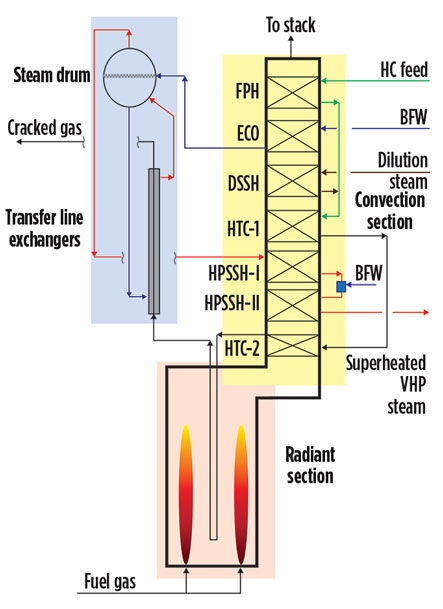 To stack
Steam drum
FPH
HC feed
Cracked gas
ECO
BFW
DSSH
Dilution
steam
Transfer line
exchangers
HTC-1
Convection
section
HPSSH-I
BFW
HPSSH-II
HTC-2
Superheated
VHP
steam
Radiant
section
Fuel gas